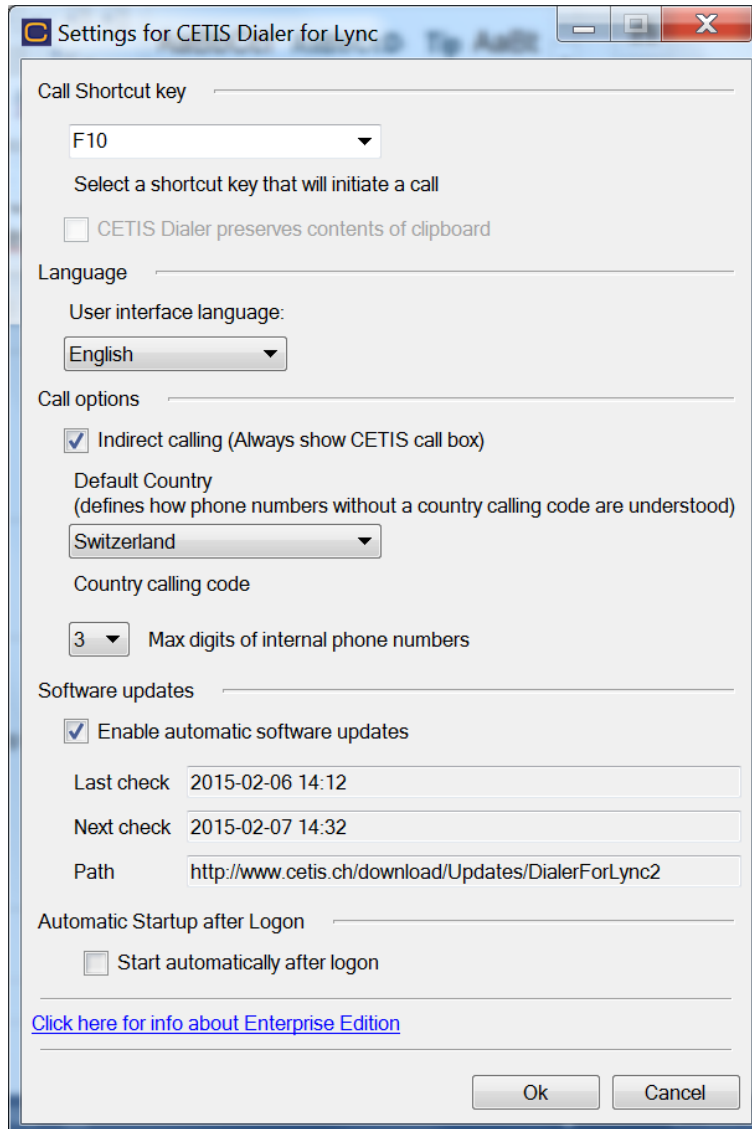 Settings for CETIS Dialer for Lync
Call Shortcut key
F10
Select a shortcut key that will initiate a call
CETIS Dialer preserves contents of clipboard
Language
User interface language:
English
Call options
Indirect calling (Always show CETIS call box)
Default Country
(defines how phone numbers without a country calling code are understood)
Switzerland
Country calling code
3 Max digits of internal phone numbers
Software updates
Enable automatic software updates
Last check 2015-02-06 14:12
Next check 2015-02-07 14:32
Path http://www.cetis.ch/download/Updates/DialerForLync2
Automatic Startup after Logon
Start automatically after logon
Click here for info about Enterprise Edition
Ok Cancel